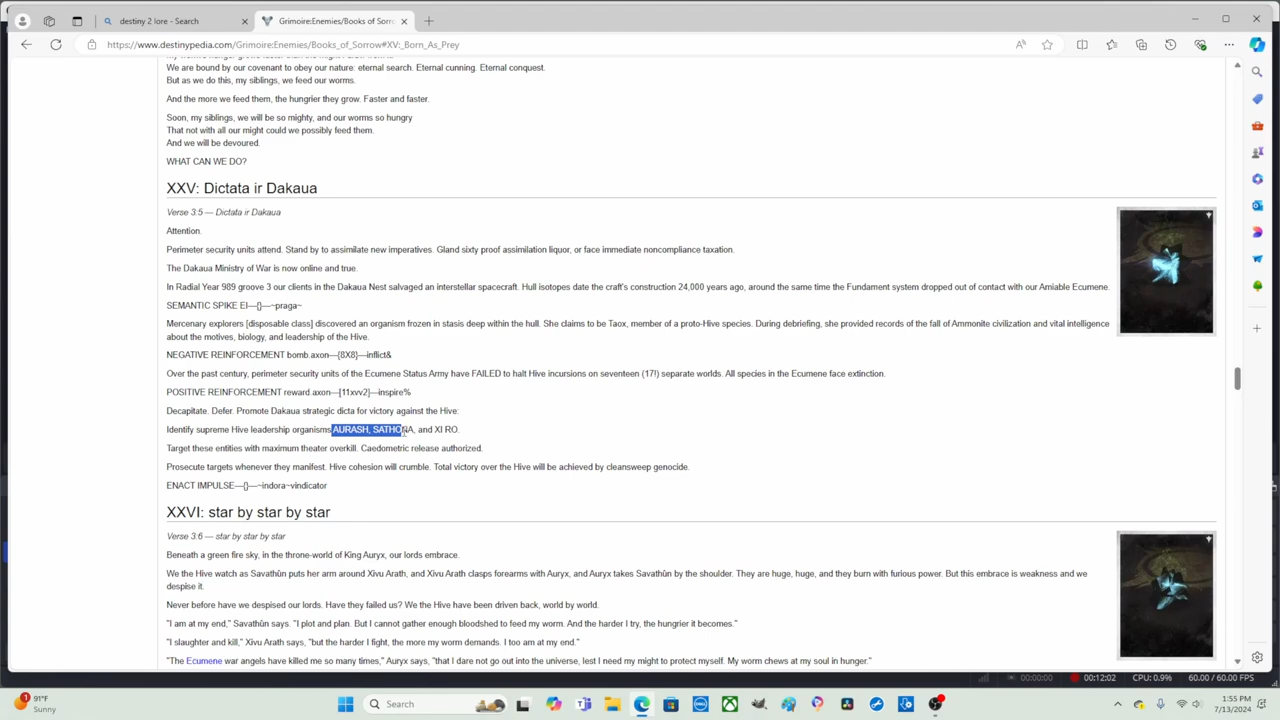 destiny 2 lore - Search
Grimoire:Enemies/Books of Sorrow
https://www.destinypedia.com/Grimoire:Enemies/Books_of_Sorrow#XV:_Born_As_Prey
We are bound by our covenant to obey our nature: eternal search. Eternal cunning. Eternal conquest.
But as we do this, my siblings, we feed our worms.
And the more we feed them, the hungrier they grow. Faster and faster.
Soon, my siblings, we will be so mighty, and our worms so hungry
That not with all our might could we possibly feed them.
And we will be devoured.
WHAT CAN WE DO?
XXV: Dictata ir Dakaua
Verse 3:5 — Dictata ir Dakaua
Attention.
Perimeter security units attend. Stand by to assimilate new imperatives. Gland sixty proof assimilation liquor, or face immediate noncompliance taxation.
The Dakaua Ministry of War is now online and true.
In Radial Year 989 groove 3 our clients in the Dakaua Nest salvaged an interstellar spacecraft. Hull isotopes date the craft's construction 24,000 years ago, around the same time the Fundament system dropped out of contact with our Amiable Ecumene.
SEMANTIC SPIKE EI—{}—~praga~
Mercenary explorers [disposable class] discovered an organism frozen in stasis deep within the hull. She claims to be Taox, member of a proto-Hive species. During debriefing, she provided records of the fall of Ammonite civilization and vital intelligence
about the motives, biology, and leadership of the Hive.
NEGATIVE REINFORCEMENT bomb.axon—{8X8}—inflict&
Over the past century, perimeter security units of the Ecumene Status Army have FAILED to halt Hive incursions on seventeen (17!) separate worlds. All species in the Ecumene face extinction.
POSITIVE REINFORCEMENT reward.axon—[11xvv2]—inspire%
Decapitate. Defer. Promote Dakaua strategic dicta for victory against the Hive:
Identify supreme Hive leadership organisms AURASH, SATHONA, and XI RO.
Target these entities with maximum theater overkill. Caedometric release authorized.
Prosecute targets whenever they manifest. Hive cohesion will crumble. Total victory over the Hive will be achieved by cleansweep genocide.
ENACT IMPULSE—{}—~indora~vindicator
XXVI: star by star by star
Verse 3:6 — star by star by star
Beneath a green fire sky, in the throne-world of King Auryx, our lords embrace.
We the Hive watch as Savathûn puts her arm around Xivu Arath, and Xivu Arath clasps forearms with Auryx, and Auryx takes Savathûn by the shoulder. They are huge, huge, and they burn with furious power. But this embrace is weakness and we
despise it.
Never before have we despised our lords. Have they failed us? We the Hive have been driven back, world by world.
"I am at my end," Savathûn says. "I plot and plan. But I cannot gather enough bloodshed to feed my worm. And the harder I try, the hungrier it becomes."
"I slaughter and kill," Xivu Arath says, "but the harder I fight, the more my worm demands. I too am at my end."
"The Ecumene war angels have killed me so many times," Auryx says, "that I dare not go out into the universe, lest I need my might to protect myself. My worm chews at my soul in hunger."
00:00:00
00:12:02
CPU: 0.9%
60.00 / 60.00 FPS
91°F
Sunny
Search
1:55 PM
7/13/2024